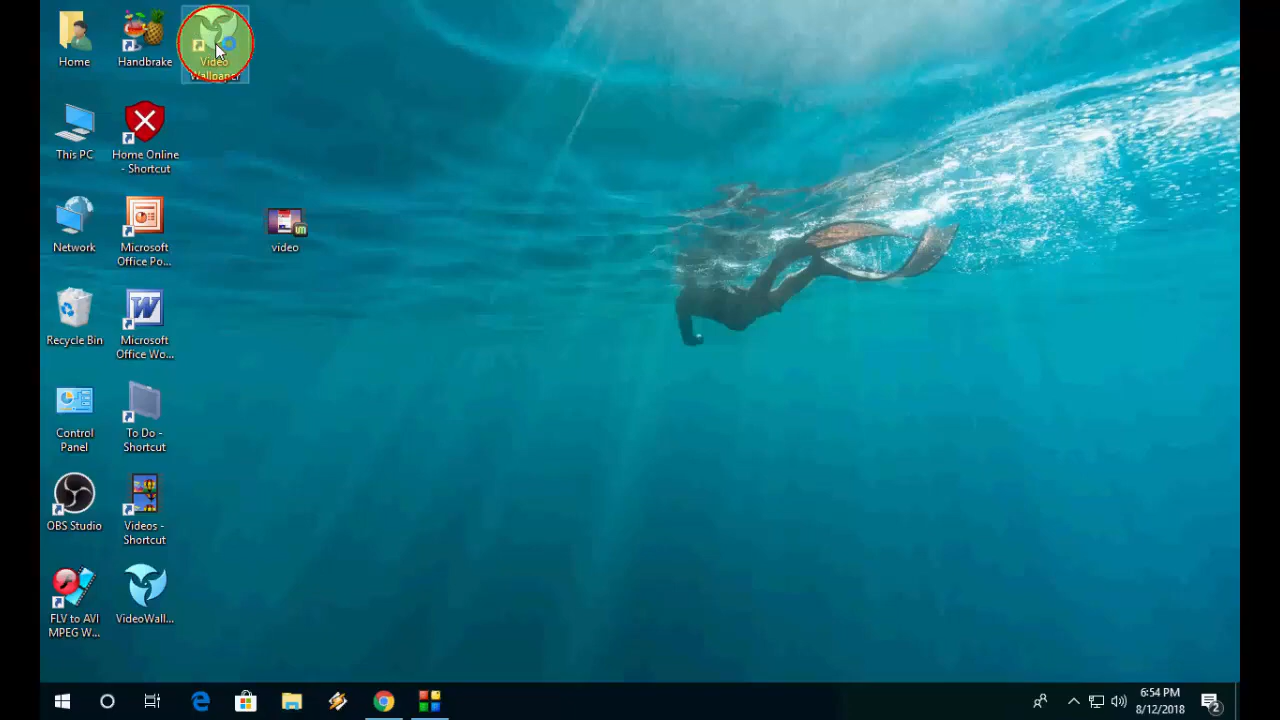 Home
Handbrake
Video
Wallpaper
This PC
Home Online
- Shortcut
Network
Microsoft
Office Po...
video
Recycle Bin
Microsoft
Office Wo...
Control
Panel
To Do -
Shortcut
OBS Studio
Videos -
Shortcut
FLV to AVI
MPEG W...
VideoWall...
6:54 PM
8/12/2018
2